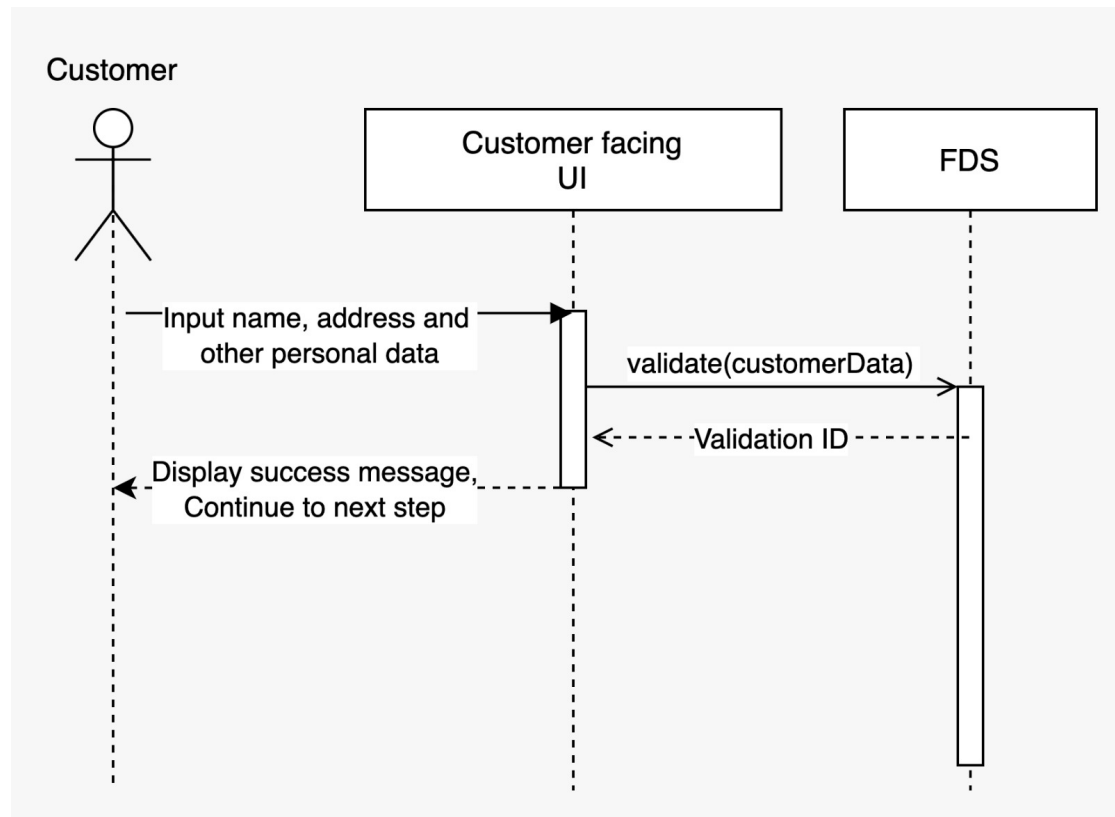 Customer
Customer facing
UI
FDS
Input name, address and
other personal data
validate(customerData)
Validation ID
Display success message,
Continue to next step